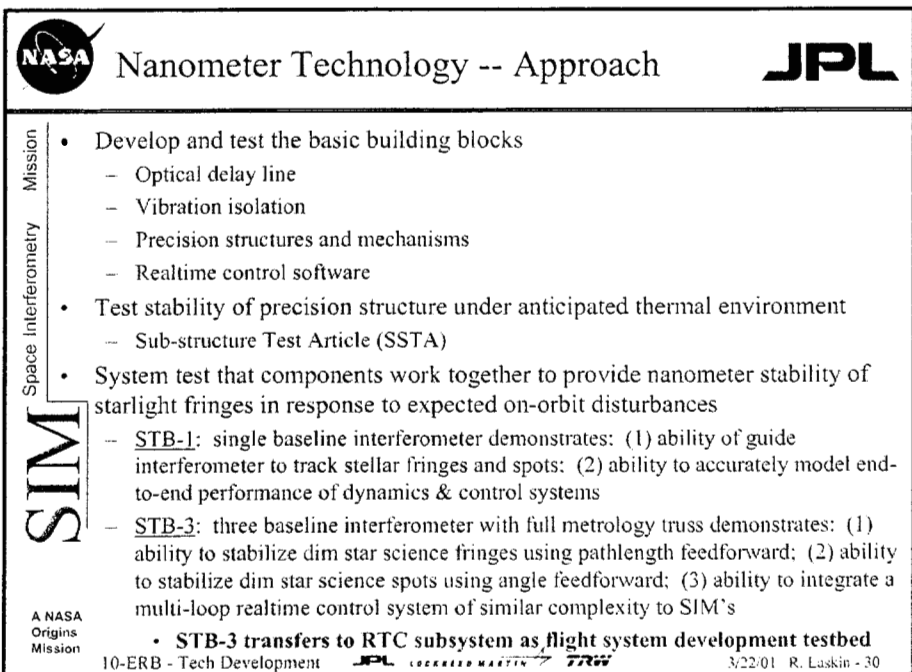 NASA
Nanometer Technology -- Approach
JPL
Space Interferometry Mission
SIM
A NASA
Origins
Mission
• Develop and test the basic building blocks
– Optical delay line
– Vibration isolation
– Precision structures and mechanisms
– Realtime control software
• Test stability of precision structure under anticipated thermal environment
– Sub-structure Test Article (SSTA)
• System test that components work together to provide nanometer stability of
starlight fringes in response to expected on-orbit disturbances
– STB-1: single baseline interferometer demonstrates: (1) ability of guide
interferometer to track stellar fringes and spots: (2) ability to accurately model end-
to-end performance of dynamics & control systems
– STB-3: three baseline interferometer with full metrology truss demonstrates: (1)
ability to stabilize dim star science fringes using pathlength feedforward; (2) ability
to stabilize dim star science spots using angle feedforward; (3) ability to integrate a
multi-loop realtime control system of similar complexity to SIM's
• STB-3 transfers to RTC subsystem as flight system development testbed
10-ERB - Tech Development JPL LOCKHEED MARTIN TRW 3/22/01 R. Laskin - 30